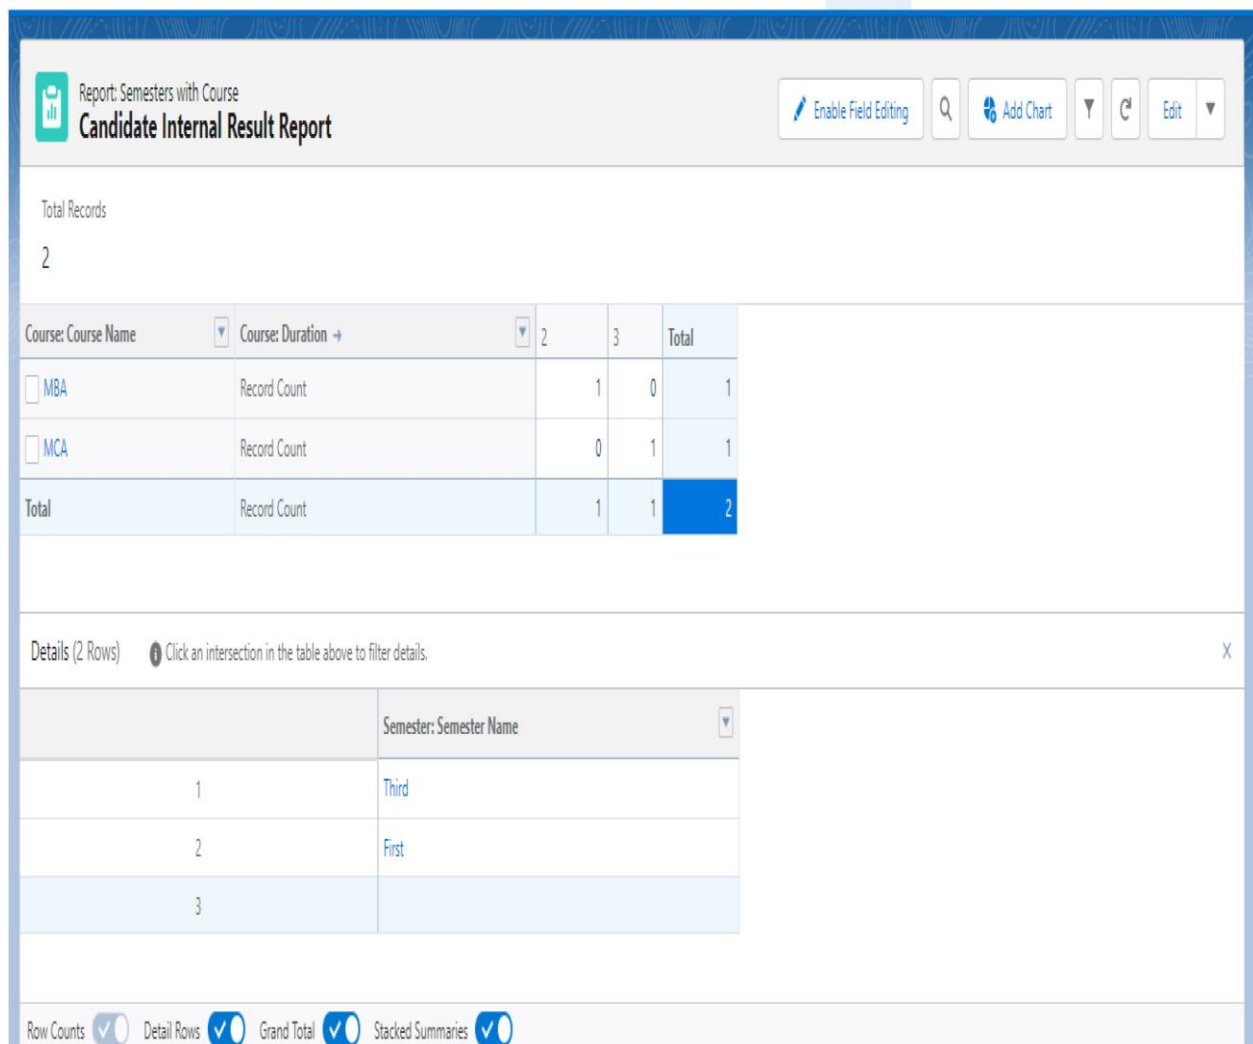 Report: Semesters with Course
Candidate Internal Result Report
Enable Field Editing Add Chart Edit
Total Records
2
Course: Course Name Course: Duration → 2 3 Total
MBA Record Count 1 0 1
MCA Record Count 0 1 1
Total Record Count 1 1 2
Details (2 Rows) Click an intersection in the table above to filter details. X
Semester: Semester Name
1 Third
2 First
3
Row Counts Detail Rows Grand Total Stacked Summaries